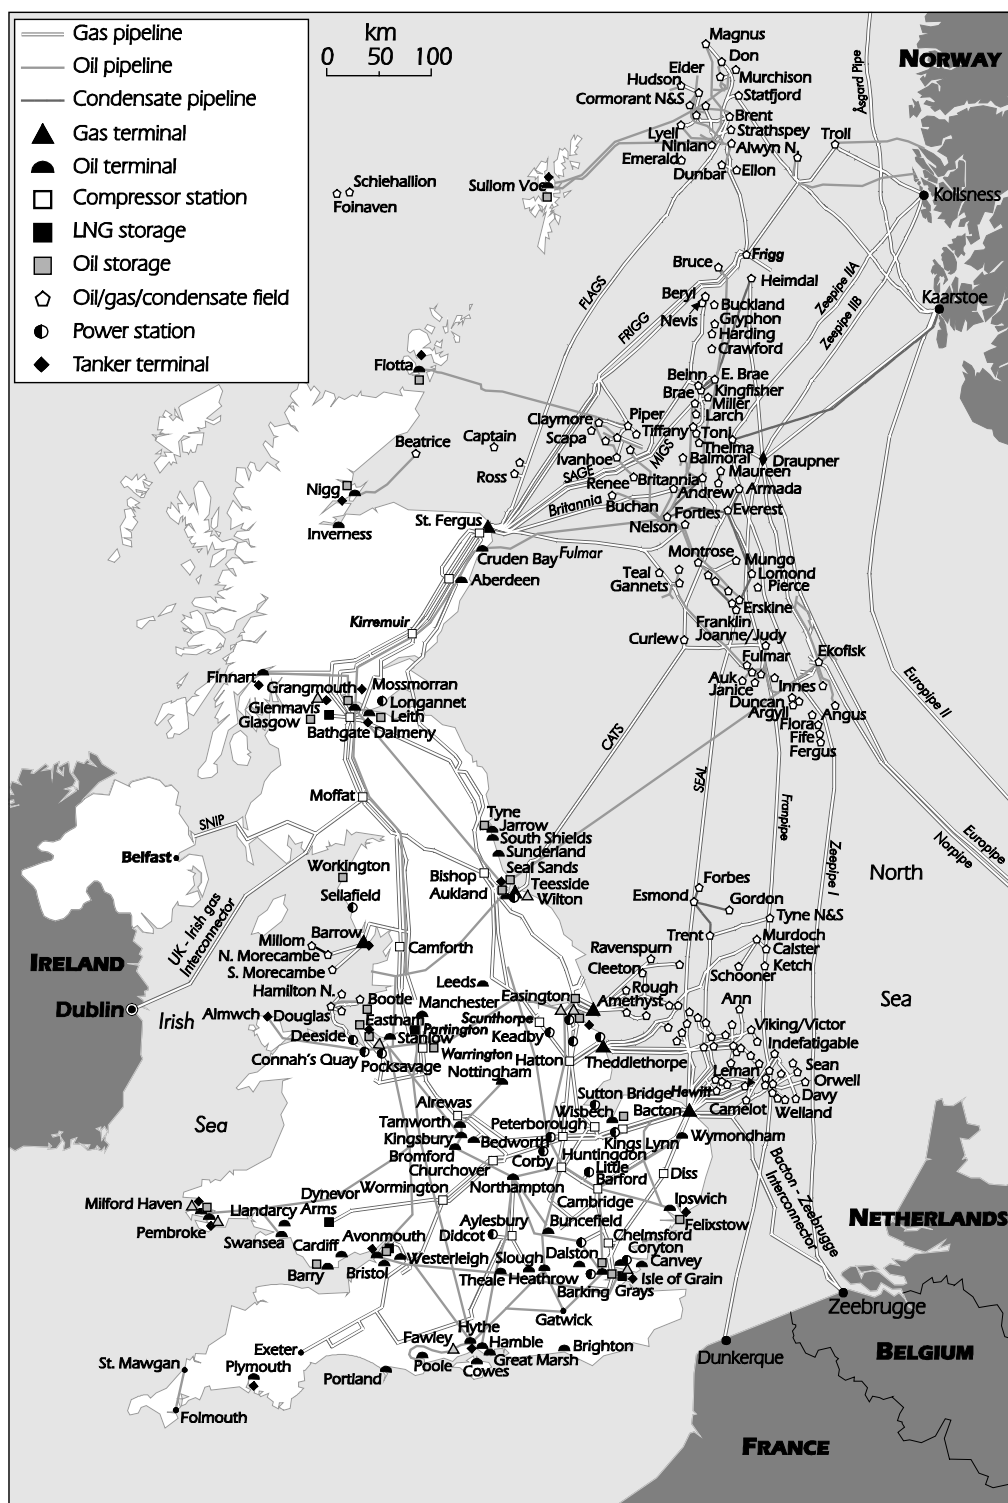 Gas pipeline
Oil pipeline
Condensate pipeline
Gas terminal
Oil terminal
Compressor station
LNG storage
Oil storage
Oil/gas/condensate field
Power station
Tanker terminal
km
0 50 100
NORWAY
Åsgard Pipe
Magnus
Don
Eider
Murchison
Hudson
Statfjord
Cormorant N&S
Brent
Lyell
Strathspey
Troll
Ninian
Alwyn N.
Emerald
Dunbar
Ellon
Schiehallion
Foinaven
Sullom Voe
Kollsness
Kaarstoe
Bruce
Frigg
Heimdal
FLAGS
FRIGG
Zeepipe IIA
Zeepipe IIB
Beryl
Buckland
Nevis
Gryphon
Harding
Crawford
Flotta
Beinn
E. Brae
Brae
Kingfisher
Miller
Larch
Claymore
Piper
Scapa
Tiffany
Toni
Thelma
Beatrice
Captain
Ivanhoe
MIGS
Balmoral
Draupner
Ross
SAGE
Renee
Britannia
Maureen
Nigg
Britannia
Buchan
Andrew
Armada
Inverness
St. Fergus
Nelson
Forties
Everest
Cruden Bay
Fulmar
Aberdeen
Montrose
Mungo
Teal
Lomond
Gannets
Pierce
Erskine
Kirremuir
Franklin
Curlew
Joanne/Judy
Ekofisk
Fulmar
Finnart
Grangmouth
Mossmorran
Auk
Janice
Innes
Europipe II
Glenmavis
Longannet
Duncan
Glasgow
Leith
Argyll
Angus
Bathgate
Dalmeny
Flora
Fife
Fergus
CATS
SEAL
Franpipe
Zeepipe I
Norpipe
Europipe
Moffat
SNIP
Tyne
Jarrow
South Shields
Sunderland
Belfast
Workington
Bishop
Aukland
Seal Sands
Teesside
Wilton
North
Sellafield
Forbes
Esmond
Gordon
Tyne N&S
UK - Irish gas
Interconnector
Barrow
Camforth
Millom
N. Morecambe
S. Morecambe
Ravenspurn
Trent
Murdoch
Caister
Cleeton
Schooner
Ketch
IRELAND
Leeds
Rough
Hamilton N.
Bootle
Manchester
Easington
Amethyst
Ann
Sea
Dublin
Irish
Almwch
Douglas
Eastham
Partington
Scunthorpe
Viking/Victor
Deeside
Stanlow
Keadby
Indefatigable
Connah's Quay
Warrington
Hatton
Theddlethorpe
Pocksavage
Nottingham
Leman
Sean
Orwell
Sutton Bridge
Hewitt
Davy
Alrewas
Wisbech
Bacton
Camelot
Welland
Sea
Tamworth
Peterborough
Kingsbury
Bedworth
Kings Lynn
Wymondham
Bromford
Huntingdon
Churchover
Corby
Little
Barford
Diss
Bacton - Zeebrugge
Interconnector
Dynevor
Arms
Wormington
Northampton
Cambridge
Ipswich
Milford Haven
Llandarcy
Felixstow
NETHERLANDS
Pembroke
Swansea
Cardiff
Avonmouth
Aylesbury
Didcot
Buncefield
Chelmsford
Westerleigh
Slough
Dalston
Coryton
Canvey
Barry
Bristol
Theale
Heathrow
Isle of Grain
Barking
Grays
Zeebrugge
Gatwick
Fawley
Hythe
Hamble
Brighton
Dunkerque
BELGIUM
St. Mawgan
Exeter
Plymouth
Poole
Great Marsh
Portland
Cowes
Folmouth
FRANCE